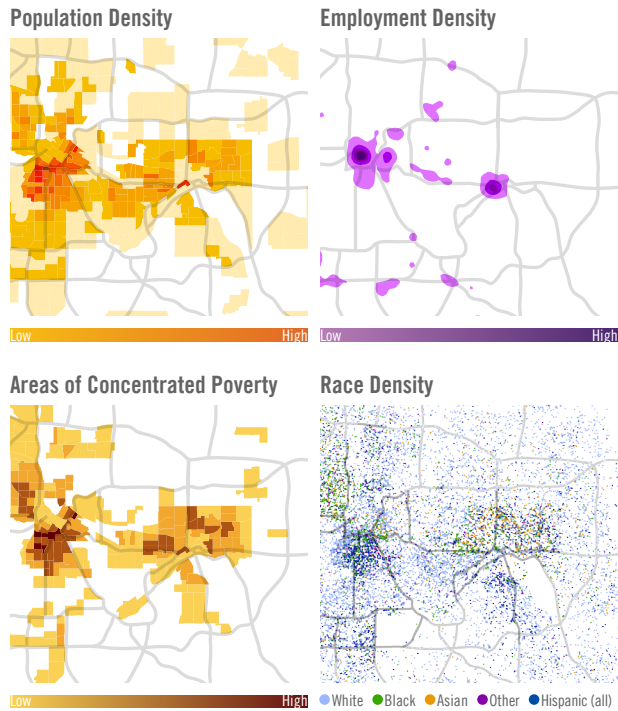 Population Density
Employment Density
Low
High
Low
High
Areas of Concentrated Poverty
Race Density
Low
High
White
Black
Asian
Other
Hispanic (all)